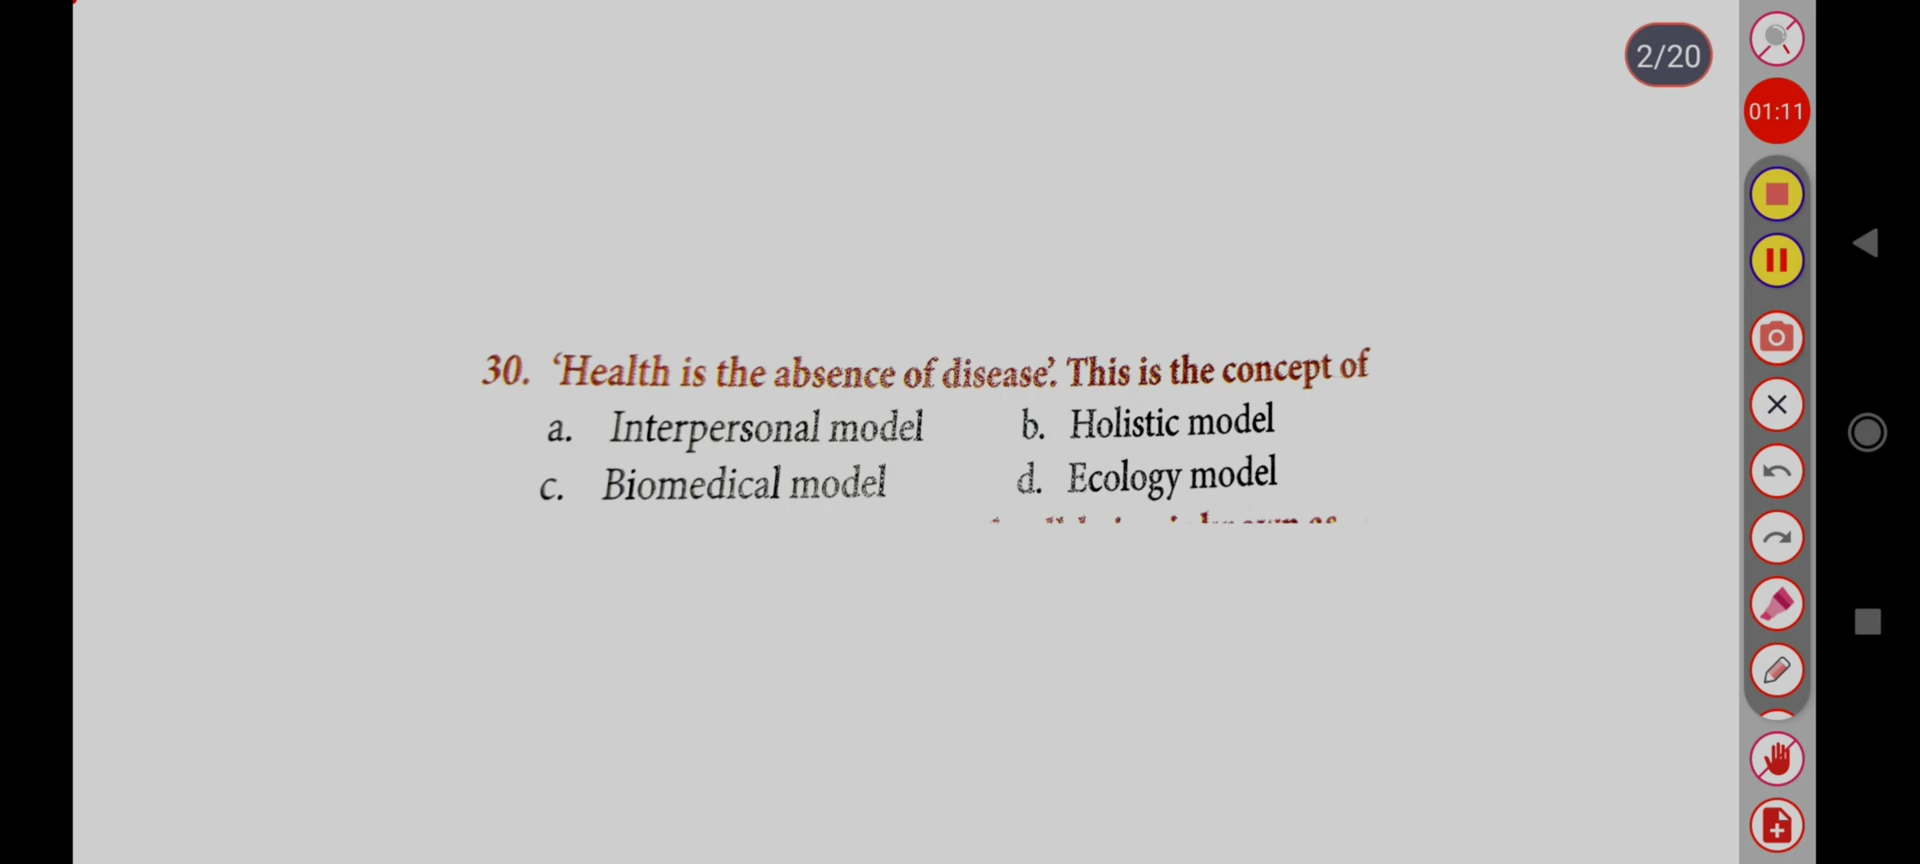 2/20
01:11
30. ‘Health is the absence of disease’. This is the concept of
a. Interpersonal model b. Holistic model
c. Biomedical model d. Ecology model